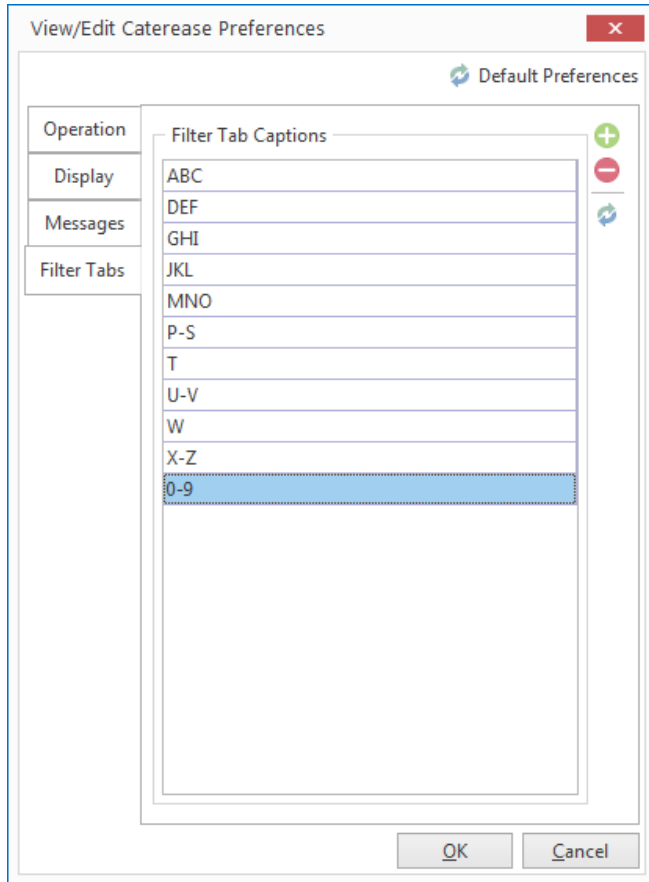 View/Edit Caterease Preferences
Default Preferences
Operation
Display
Messages
Filter Tabs
Filter Tab Captions
ABC
DEF
GHI
JKL
MNO
P-S
T
U-V
W
X-Z
0-9
OK
Cancel